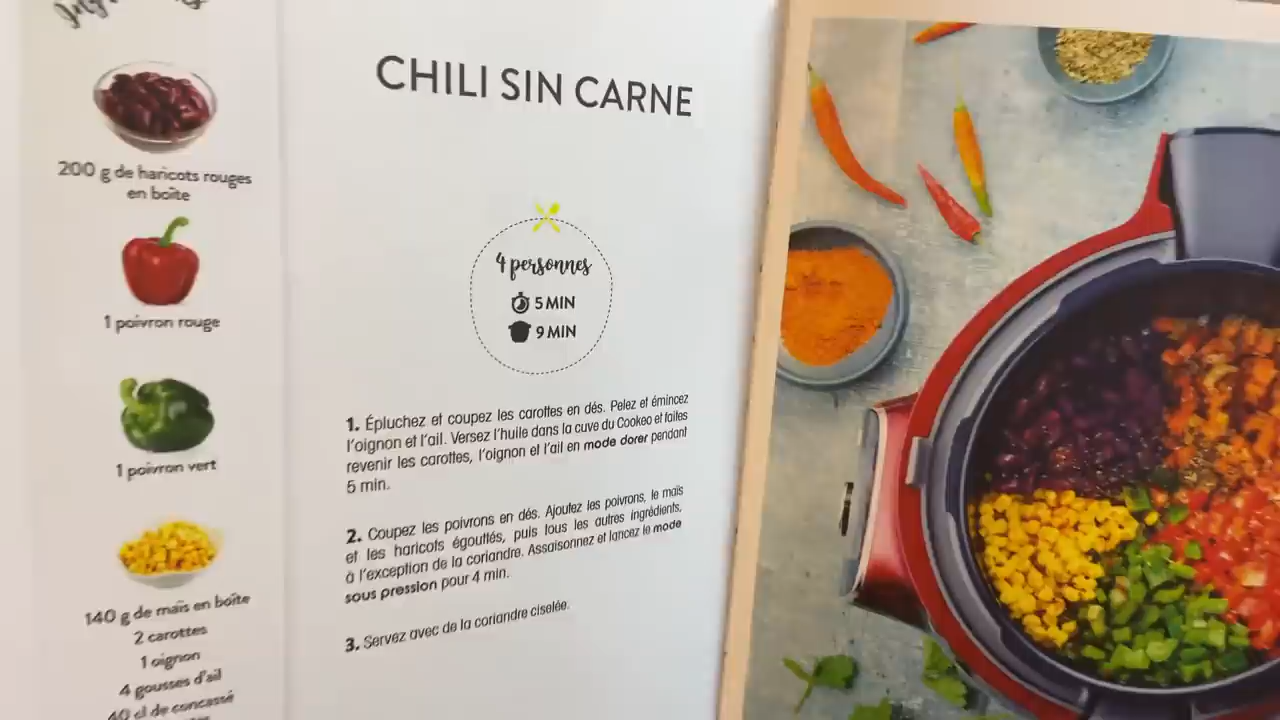 200 g de haricots rouges
en boîte
1 poivron rouge
1 poivron vert
140 g de maïs en boîte
2 carottes
1 oignon
4 gousses d'ail
40 cl de concassé
CHILI SIN CARNE
4 personnes
5 MIN
9 MIN
1. Épluchez et coupez les carottes en dés. Pelez et émincez
l'oignon et l'ail. Versez l'huile dans la cuve du Cookeo et faites
revenir les carottes, l'oignon et l'ail en mode dorer pendant
5 min.
2. Coupez les poivrons en dés. Ajoutez les poivrons, le maïs
et les haricots égouttés, puis tous les autres ingrédients,
à l'exception de la coriandre. Assaisonnez et lancez le mode
sous pression pour 4 min.
3. Servez avec de la coriandre ciselée.